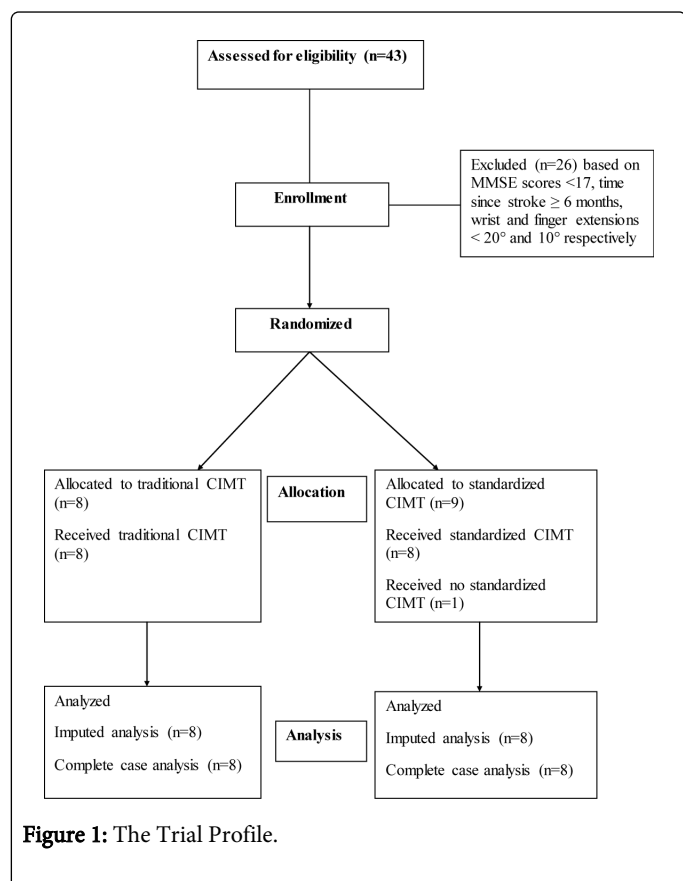 Assessed for eligibility (n=43)
Excluded (n=26) based on
MMSE scores <17, time
since stroke ≥ 6 months,
wrist and finger extensions
< 20° and 10° respectively
Enrollment
Randomized
Allocated to traditional CIMT
(n=8)
Received traditional CIMT
(n=8)
Allocation
Allocated to standardized
CIMT (n=9)
Received standardized CIMT
(n=8)
Received no standardized
CIMT (n=1)
Analyzed
Imputed analysis (n=8)
Complete case analysis (n=8)
Analysis
Analyzed
Imputed analysis (n=8)
Complete case analysis (n=8)
Figure 1: The Trial Profile.